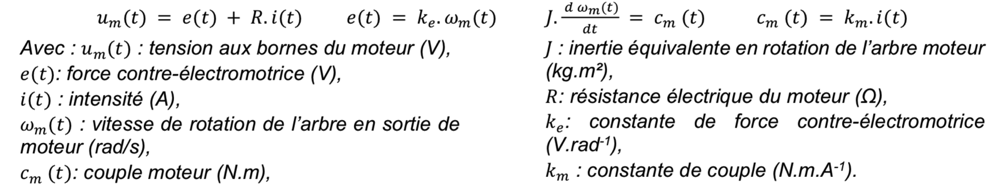 u_m(t) = e(t) + R.i(t)    e(t) = k_e.ω_m(t)    J.\frac{d ω_m(t)}{dt} = c_m (t)    c_m (t) = k_m.i(t)
Avec : u_m(t) : tension aux bornes du moteur (V),
e(t): force contre-électromotrice (V),
i(t) : intensité (A),
ω_m(t) : vitesse de rotation de l’arbre en sortie de
moteur (rad/s),
c_m (t): couple moteur (N.m),
J : inertie équivalente en rotation de l’arbre moteur
(kg.m²),
R: résistance électrique du moteur (Ω),
k_e: constante de force contre-électromotrice
(V.rad⁻¹),
k_m : constante de couple (N.m.A⁻¹).